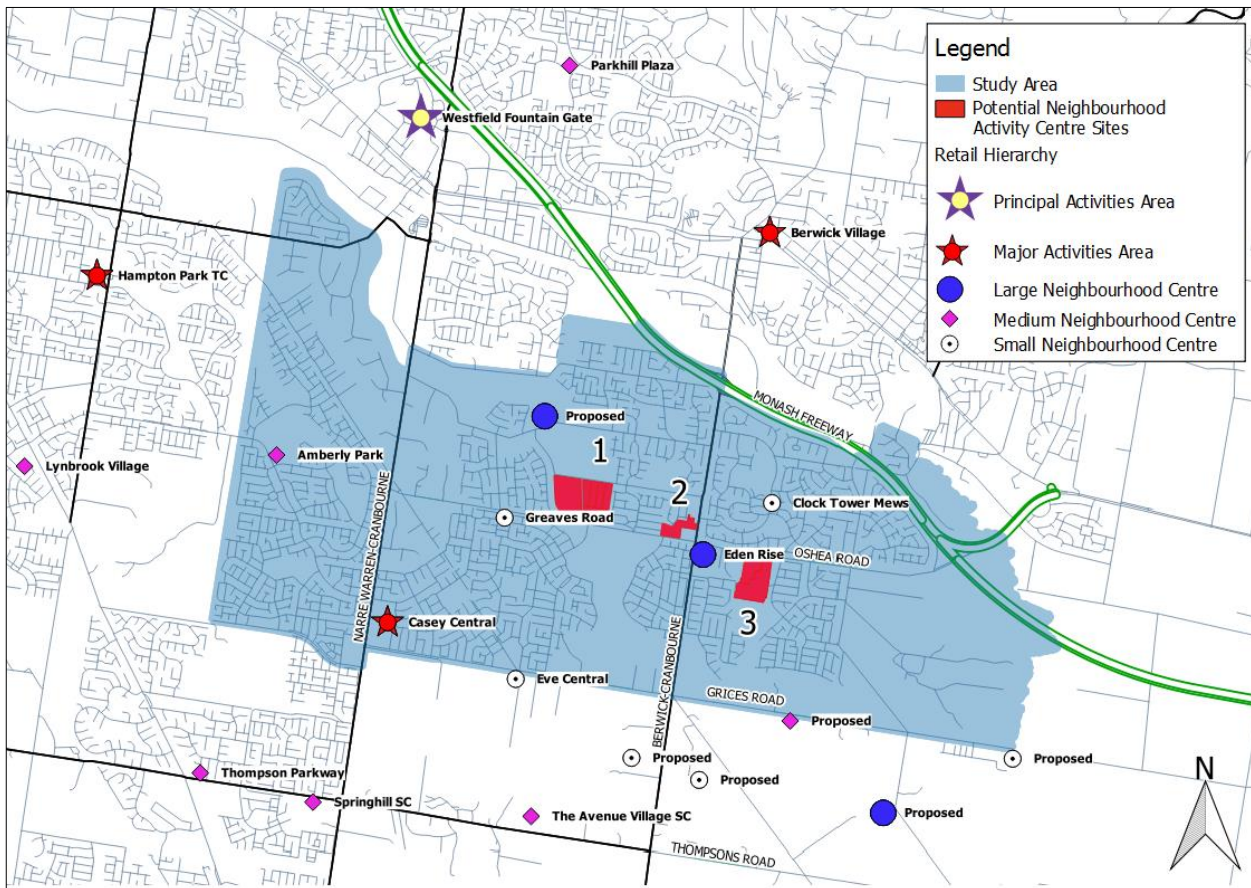 Legend
Study Area
Potential Neighbourhood
Activity Centre Sites
Retail Hierarchy
Principal Activities Area
Major Activities Area
Large Neighbourhood Centre
Medium Neighbourhood Centre
Small Neighbourhood Centre
Parkhill Plaza
Westfield Fountain Gate
Berwick Village
Hampton Park TC
MONASH FREEWAY
Proposed
1
Amberly Park
Lynbrook Village
NARRE WARREN-CRANBOURNE
2
Clock Tower Mews
Greaves Road
Eden Rise
OSHEA ROAD
3
Casey Central
BERWICK-CRANBOURNE
Eve Central
GRICES ROAD
Proposed
Proposed
Proposed
Proposed
Thompson Parkway
Springhill SC
The Avenue Village SC
Proposed
THOMPSONS ROAD
N